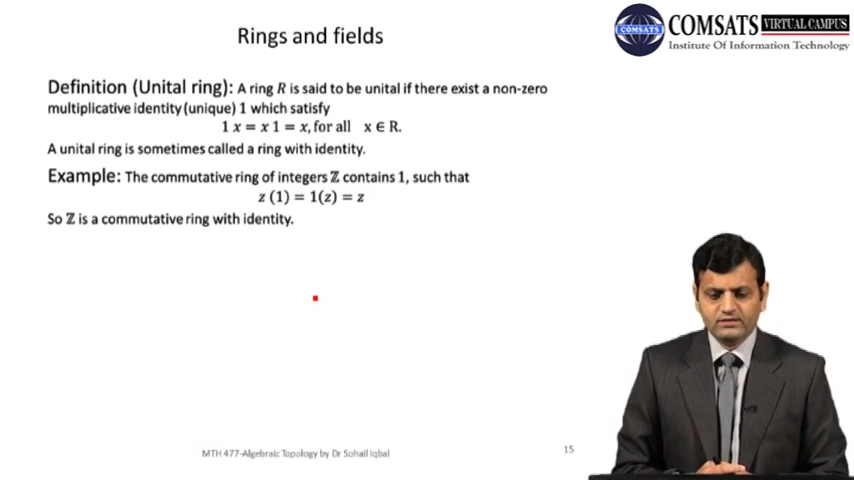 Rings and fields
COMSATS VIRTUAL CAMPUS
Institute Of Information Technology
COMSATS
Definition (Unital ring): A ring R is said to be unital if there exist a non-zero
multiplicative identity (unique) 1 which satisfy
1 x = x 1 = x, for all x ∈ R.
A unital ring is sometimes called a ring with identity.
Example: The commutative ring of integers ℤ contains 1, such that
z (1) = 1(z) = z
So ℤ is a commutative ring with identity.
MTH 477-Algebraic Topology by Dr Sohail Iqbal
15